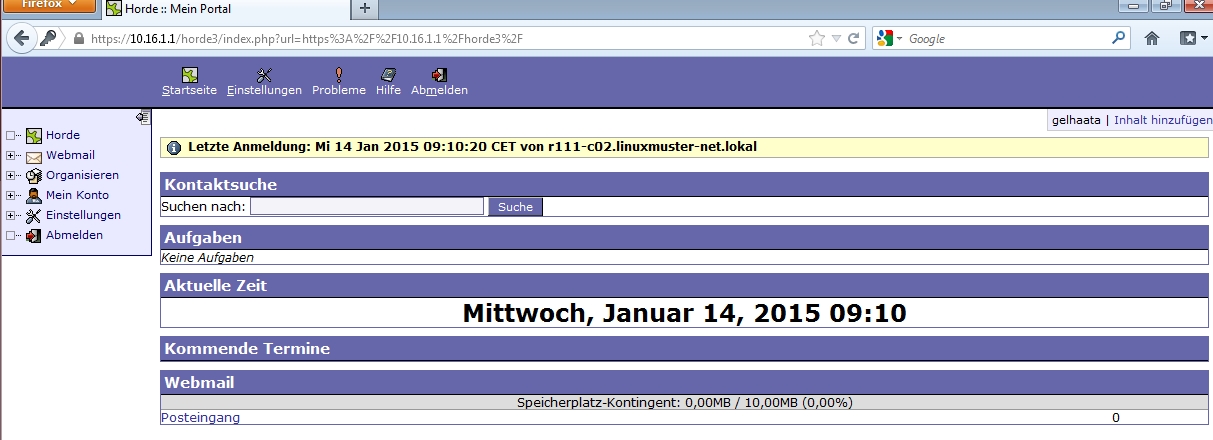 Firefox
Horde :: Mein Portal
https://10.16.1.1/horde3/index.php?url=https%3A%2F%2F10.16.1.1%2Fhorde3%2F
Google
Startseite Einstellungen Probleme Hilfe Abmelden
gelhaata | Inhalt hinzufügen
Horde
Webmail
Organisieren
Mein Konto
Einstellungen
Abmelden
Letzte Anmeldung: Mi 14 Jan 2015 09:10:20 CET von r111-c02.linuxmuster-net.lokal
Kontaktsuche
Suchen nach: Suche
Aufgaben
Keine Aufgaben
Aktuelle Zeit
Mittwoch, Januar 14, 2015 09:10
Kommende Termine
Webmail
Speicherplatz-Kontingent: 0,00MB / 10,00MB (0,00%)
Posteingang 0